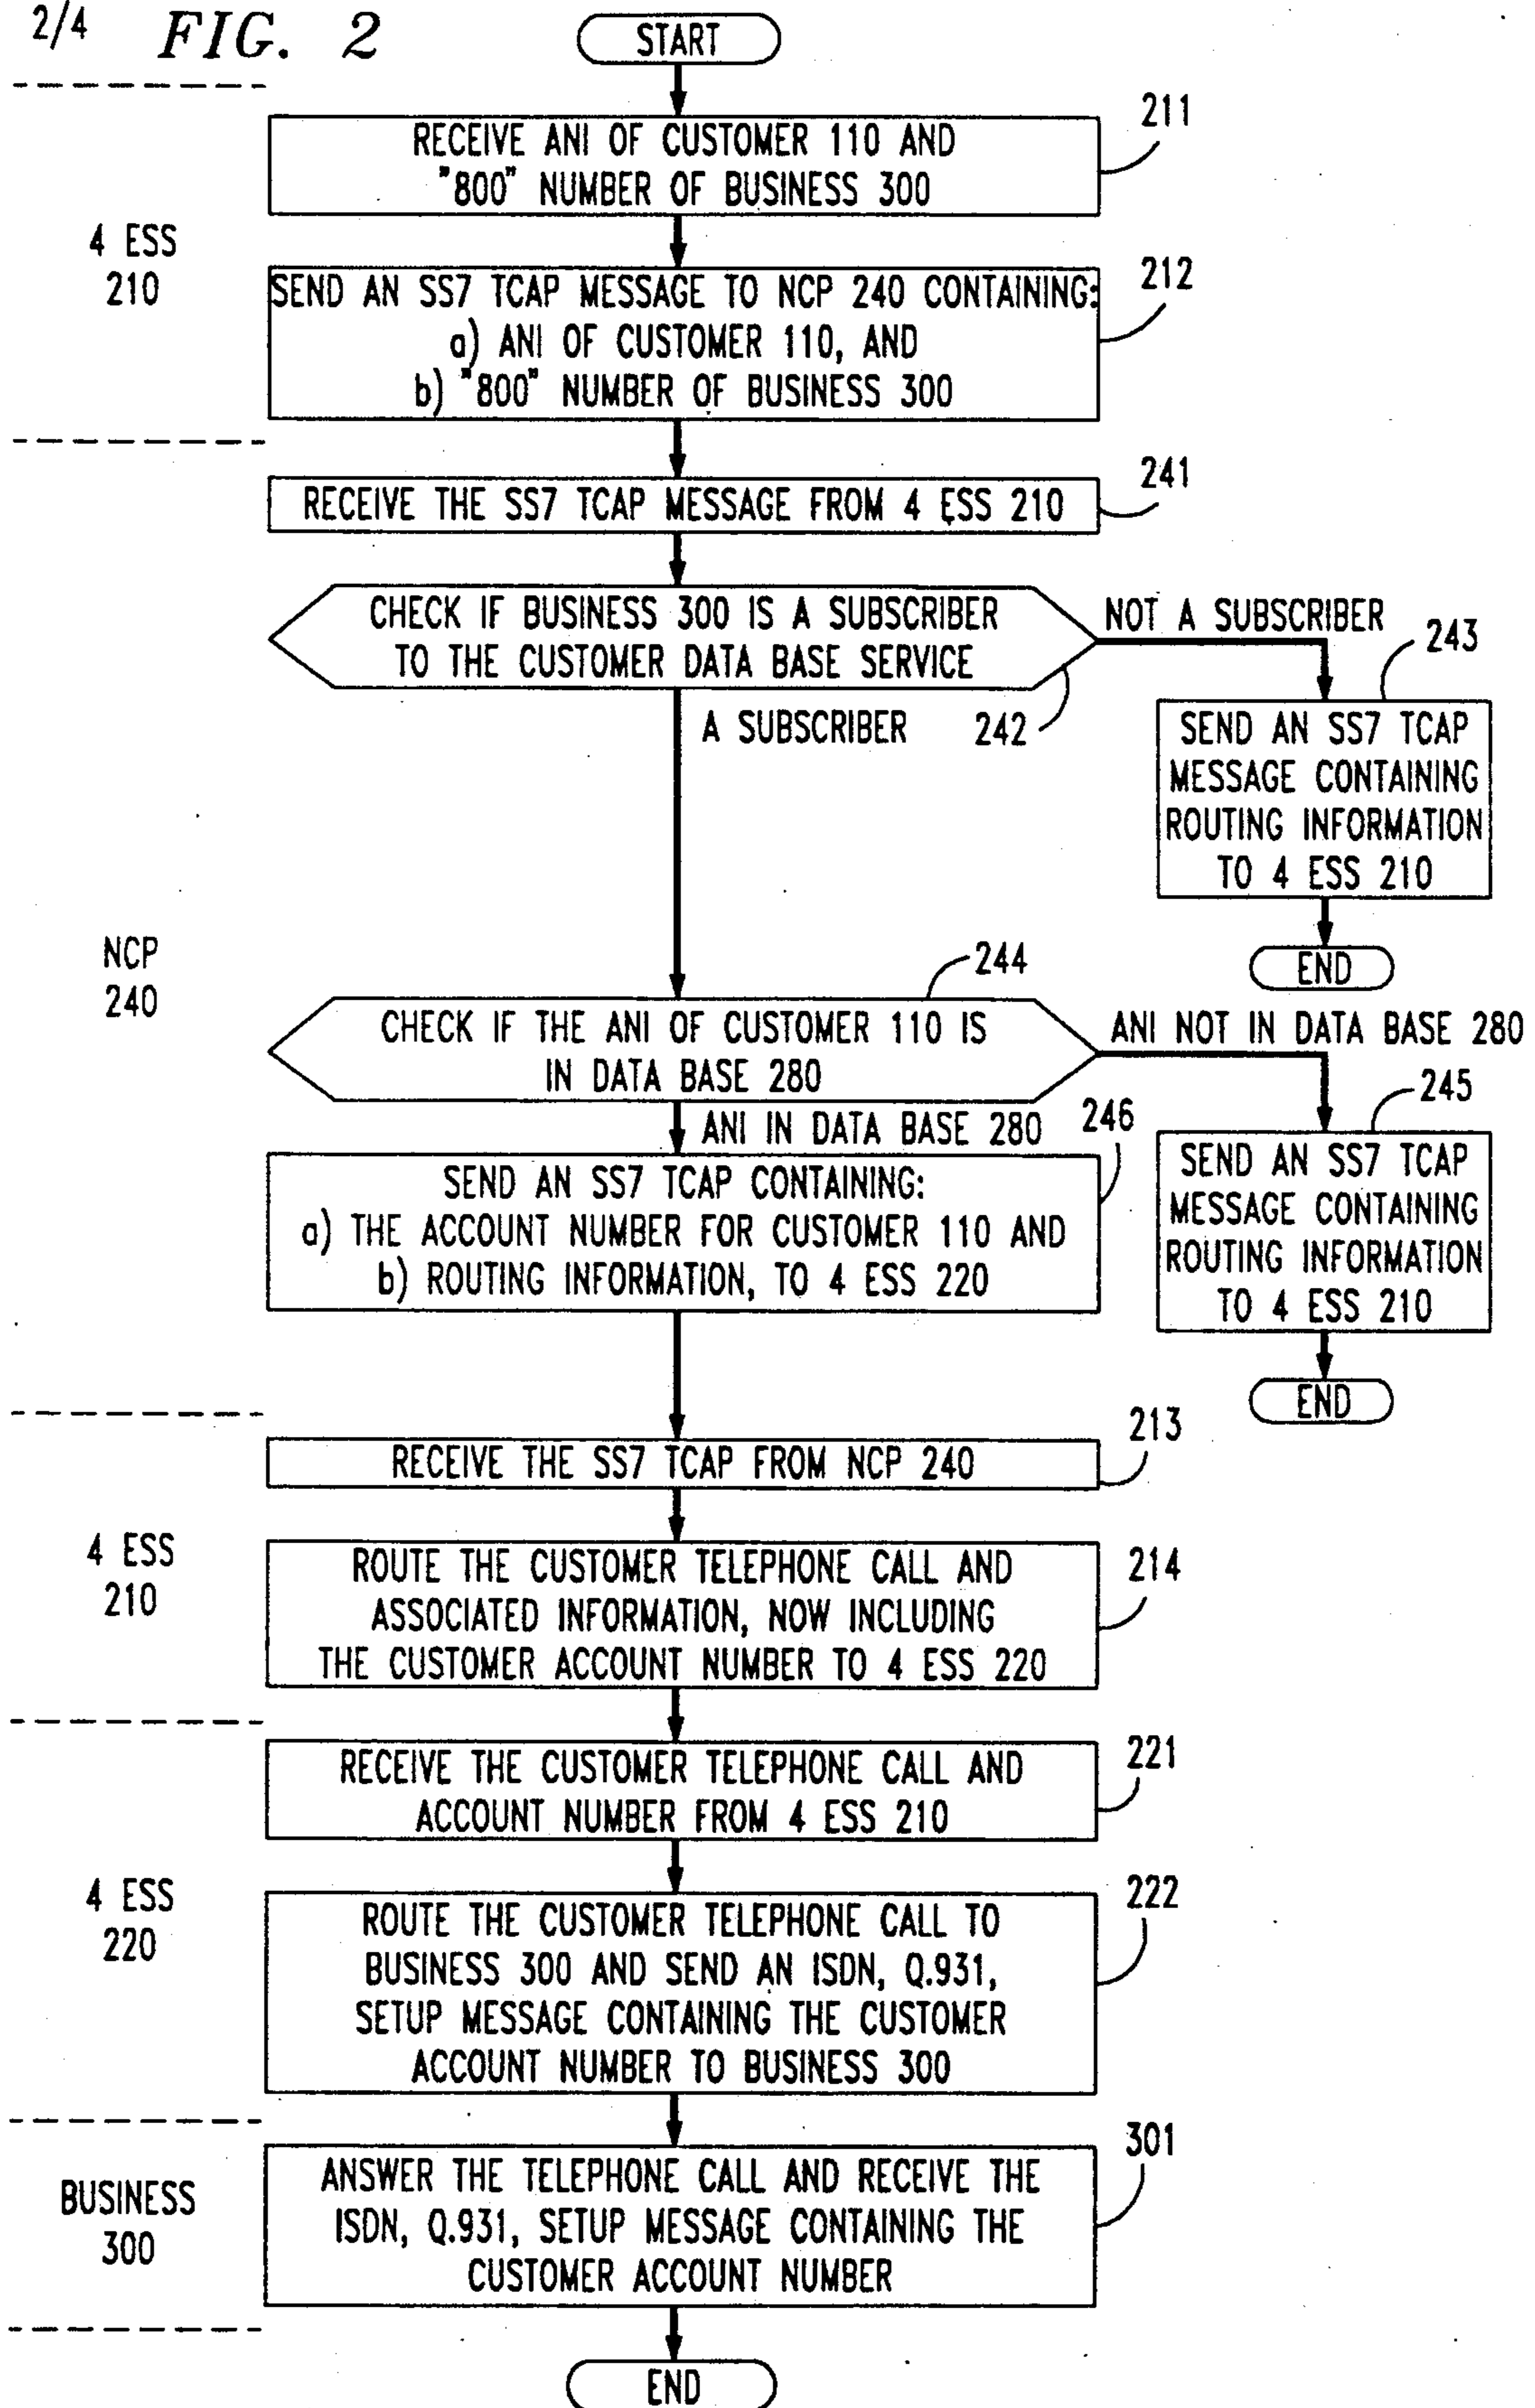 2/4 FIG. 2
START
211
RECEIVE ANI OF CUSTOMER 110 AND
"800" NUMBER OF BUSINESS 300
4 ESS
210
212
SEND AN SS7 TCAP MESSAGE TO NCP 240 CONTAINING:
a) ANI OF CUSTOMER 110, AND
b) "800" NUMBER OF BUSINESS 300
241
RECEIVE THE SS7 TCAP MESSAGE FROM 4 ESS 210
CHECK IF BUSINESS 300 IS A SUBSCRIBER
TO THE CUSTOMER DATA BASE SERVICE
NOT A SUBSCRIBER
243
A SUBSCRIBER
242
SEND AN SS7 TCAP
MESSAGE CONTAINING
ROUTING INFORMATION
TO 4 ESS 210
END
NCP
240
244
CHECK IF THE ANI OF CUSTOMER 110 IS
IN DATA BASE 280
ANI NOT IN DATA BASE 280
245
ANI IN DATA BASE 280
246
SEND AN SS7 TCAP CONTAINING:
a) THE ACCOUNT NUMBER FOR CUSTOMER 110 AND
b) ROUTING INFORMATION, TO 4 ESS 220
SEND AN SS7 TCAP
MESSAGE CONTAINING
ROUTING INFORMATION
TO 4 ESS 210
END
213
RECEIVE THE SS7 TCAP FROM NCP 240
4 ESS
210
214
ROUTE THE CUSTOMER TELEPHONE CALL AND
ASSOCIATED INFORMATION, NOW INCLUDING
THE CUSTOMER ACCOUNT NUMBER TO 4 ESS 220
221
RECEIVE THE CUSTOMER TELEPHONE CALL AND
ACCOUNT NUMBER FROM 4 ESS 210
4 ESS
220
222
ROUTE THE CUSTOMER TELEPHONE CALL TO
BUSINESS 300 AND SEND AN ISDN, Q.931,
SETUP MESSAGE CONTAINING THE CUSTOMER
ACCOUNT NUMBER TO BUSINESS 300
301
BUSINESS
300
ANSWER THE TELEPHONE CALL AND RECEIVE THE
ISDN, Q.931, SETUP MESSAGE CONTAINING THE
CUSTOMER ACCOUNT NUMBER
END